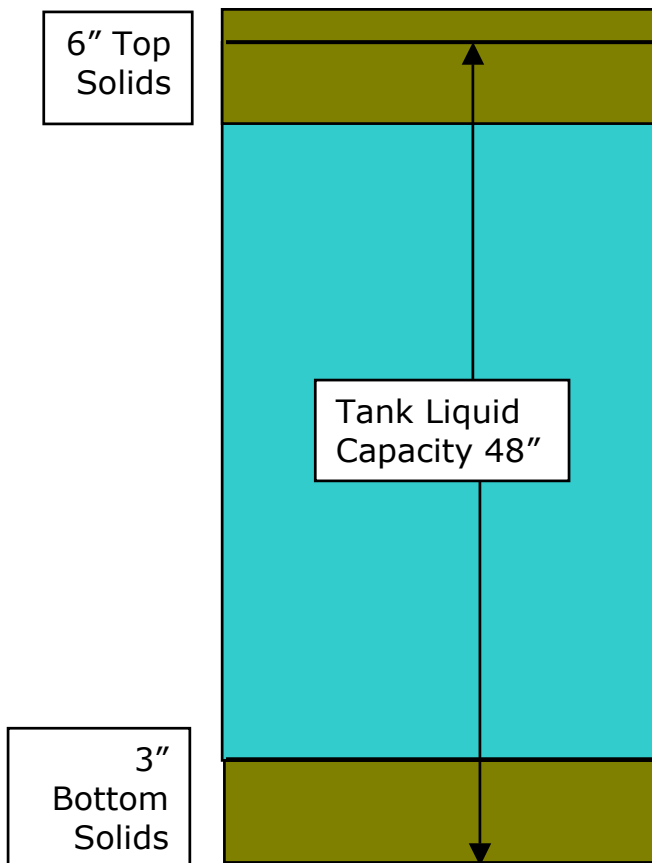 6” Top
Solids
Tank Liquid
Capacity 48”
3”
Bottom
Solids